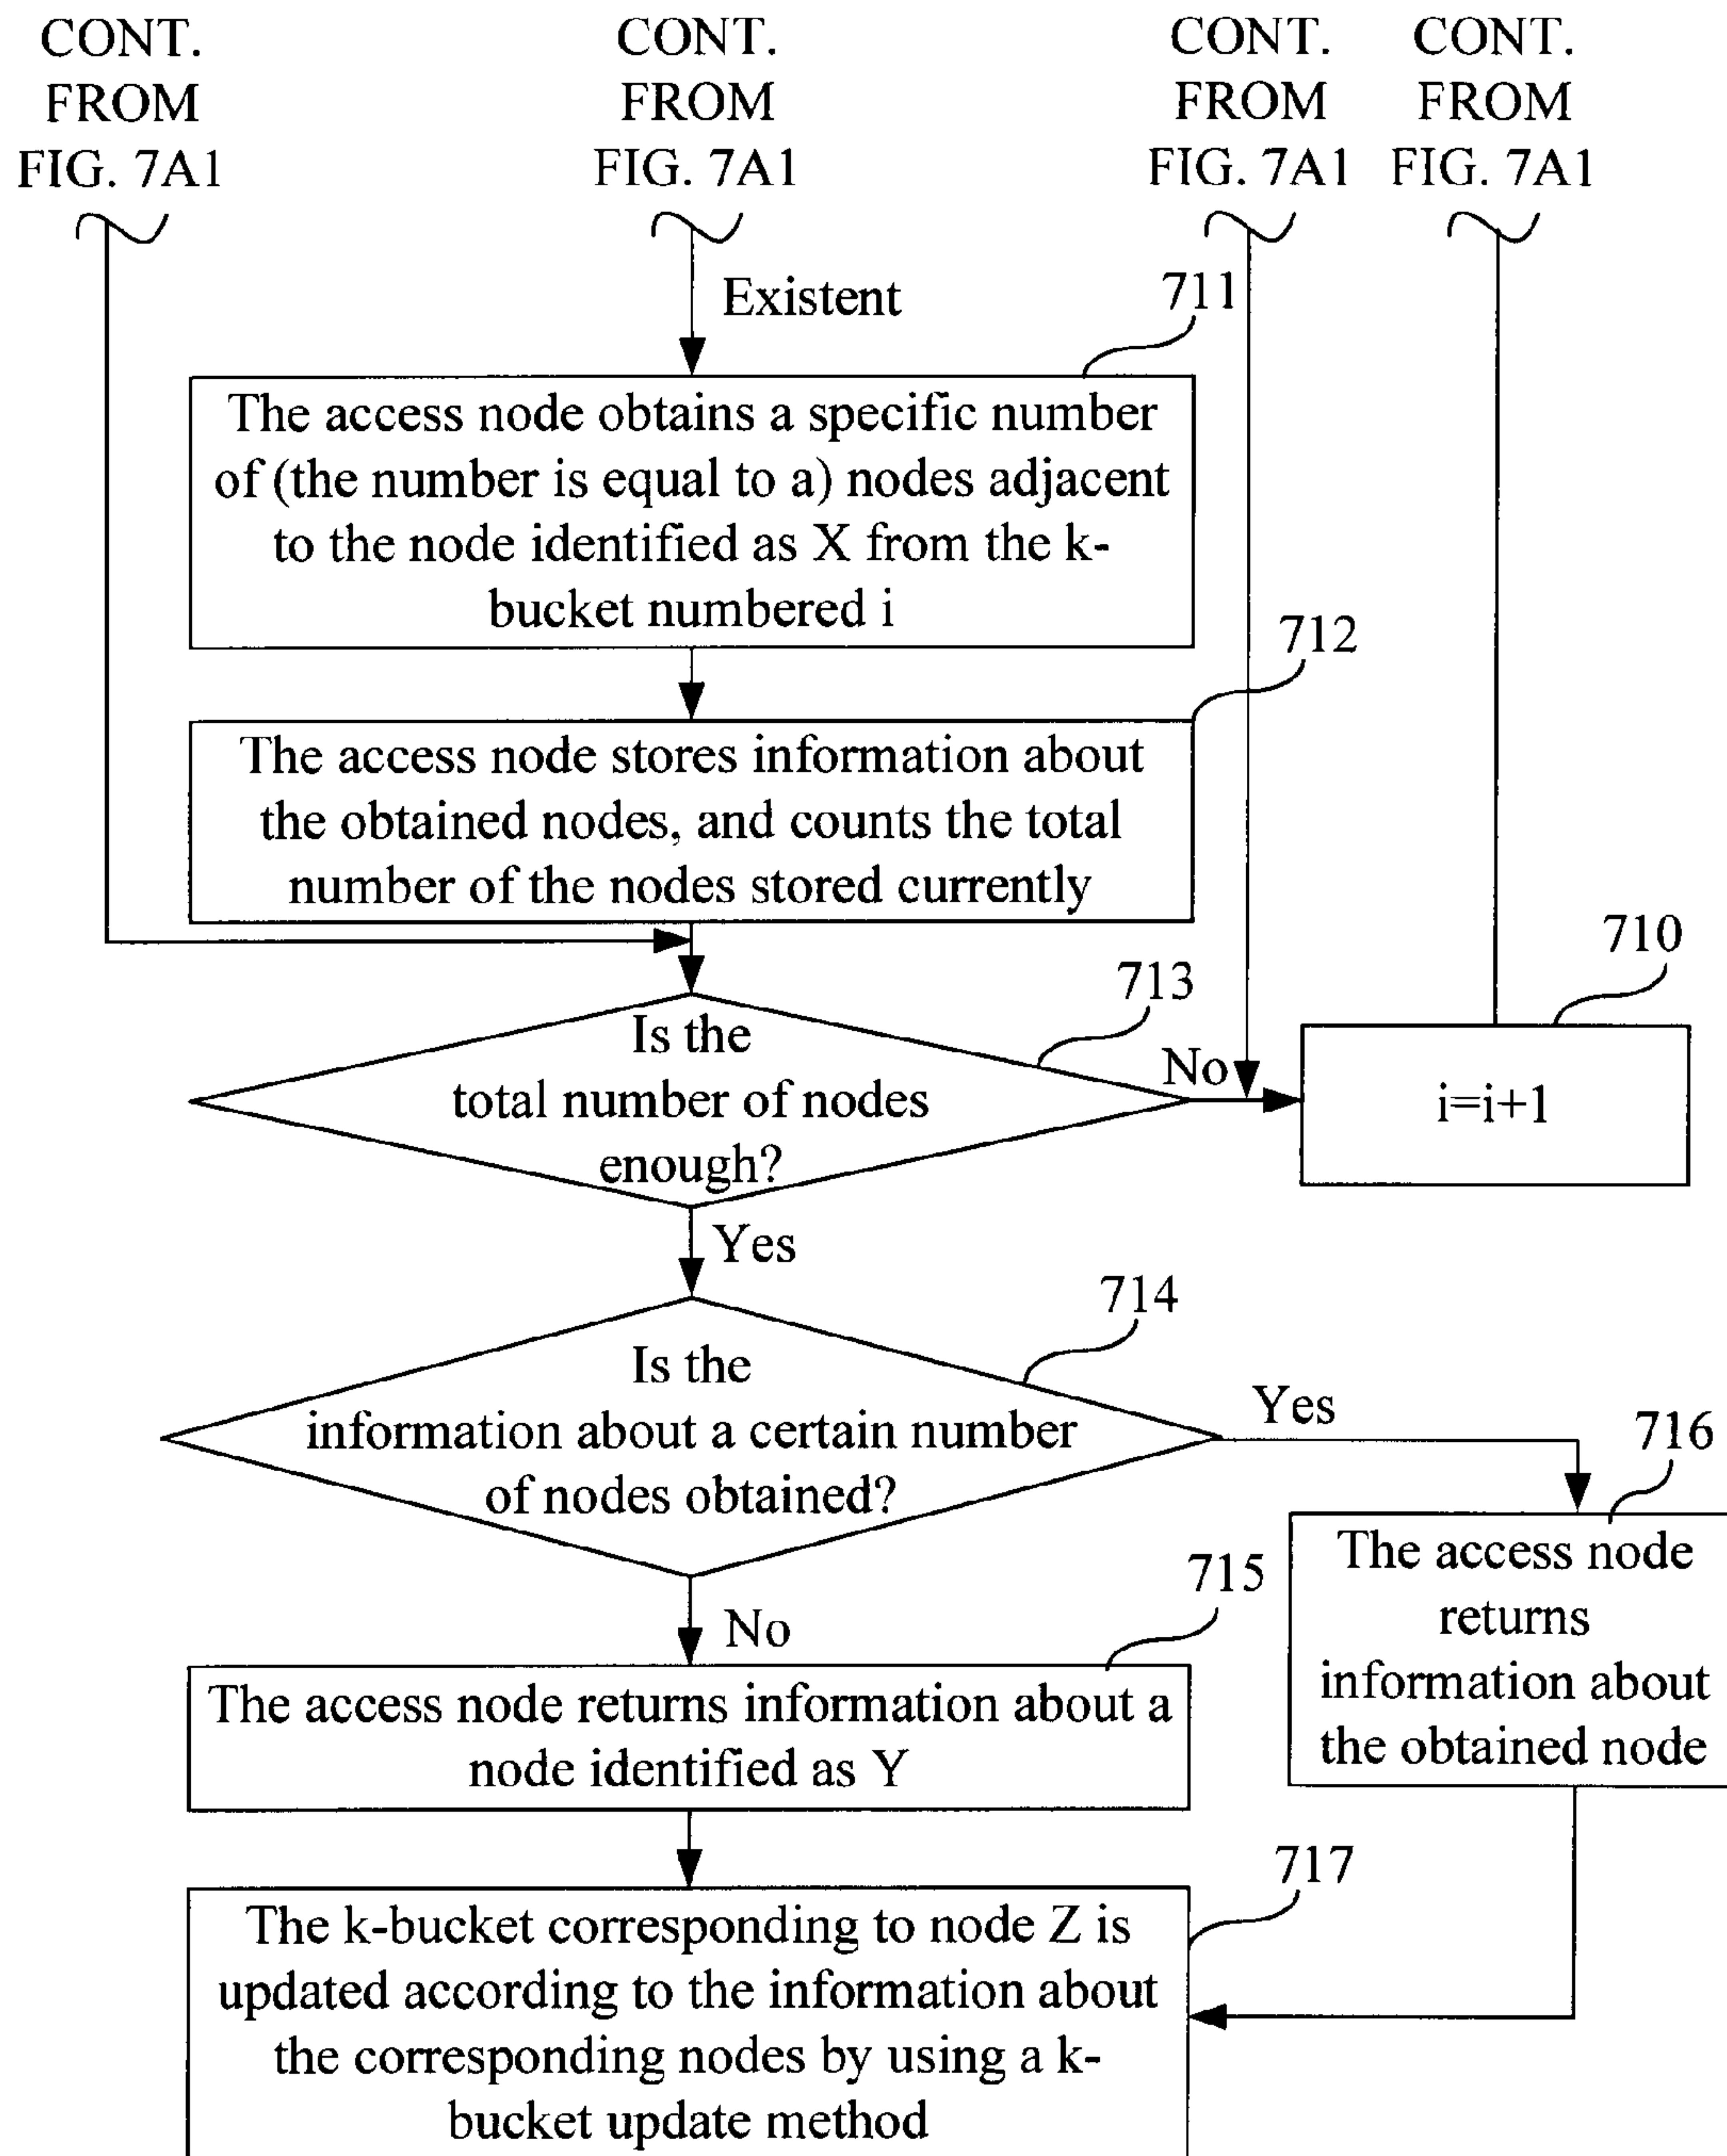 CONT.
FROM
FIG. 7A1
CONT.
FROM
FIG. 7A1
CONT.
FROM
FIG. 7A1
CONT.
FROM
FIG. 7A1
Existent
711
The access node obtains a specific number
of (the number is equal to a) nodes adjacent
to the node identified as X from the k-
bucket numbered i
712
The access node stores information about
the obtained nodes, and counts the total
number of the nodes stored currently
710
713
Is the
total number of nodes
enough?
No
i=i+1
Yes
714
Is the
information about a certain number
of nodes obtained?
Yes
716
The access node
returns
information about
the obtained node
No
715
The access node returns information about a
node identified as Y
717
The k-bucket corresponding to node Z is
updated according to the information about
the corresponding nodes by using a k-
bucket update method